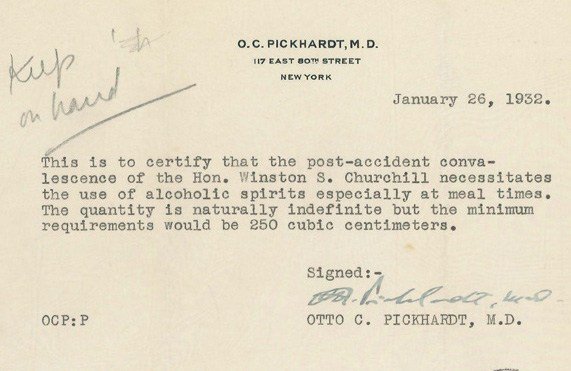 O. C. PICKHARDT, M. D.
117 EAST 80TH STREET
NEW YORK
Keep
on hand
January 26, 1932.
This is to certify that the post-accident conva-
lescence of the Hon. Winston S. Churchill necessitates
the use of alcoholic spirits especially at meal times.
The quantity is naturally indefinite but the minimum
requirements would be 250 cubic centimeters.
Signed:-
Pickhardt, M.D.
OCP:P
OTTO C. PICKHARDT, M.D.